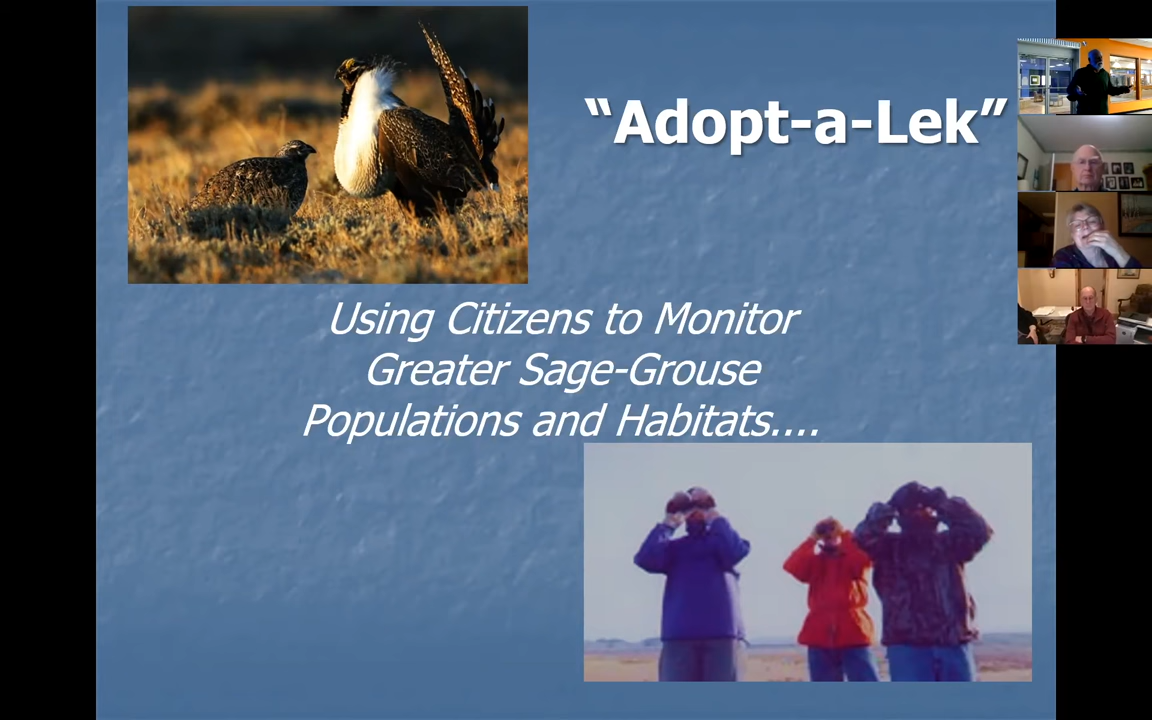 “Adopt-a-Lek”
Using Citizens to Monitor
Greater Sage-Grouse
Populations and Habitats....